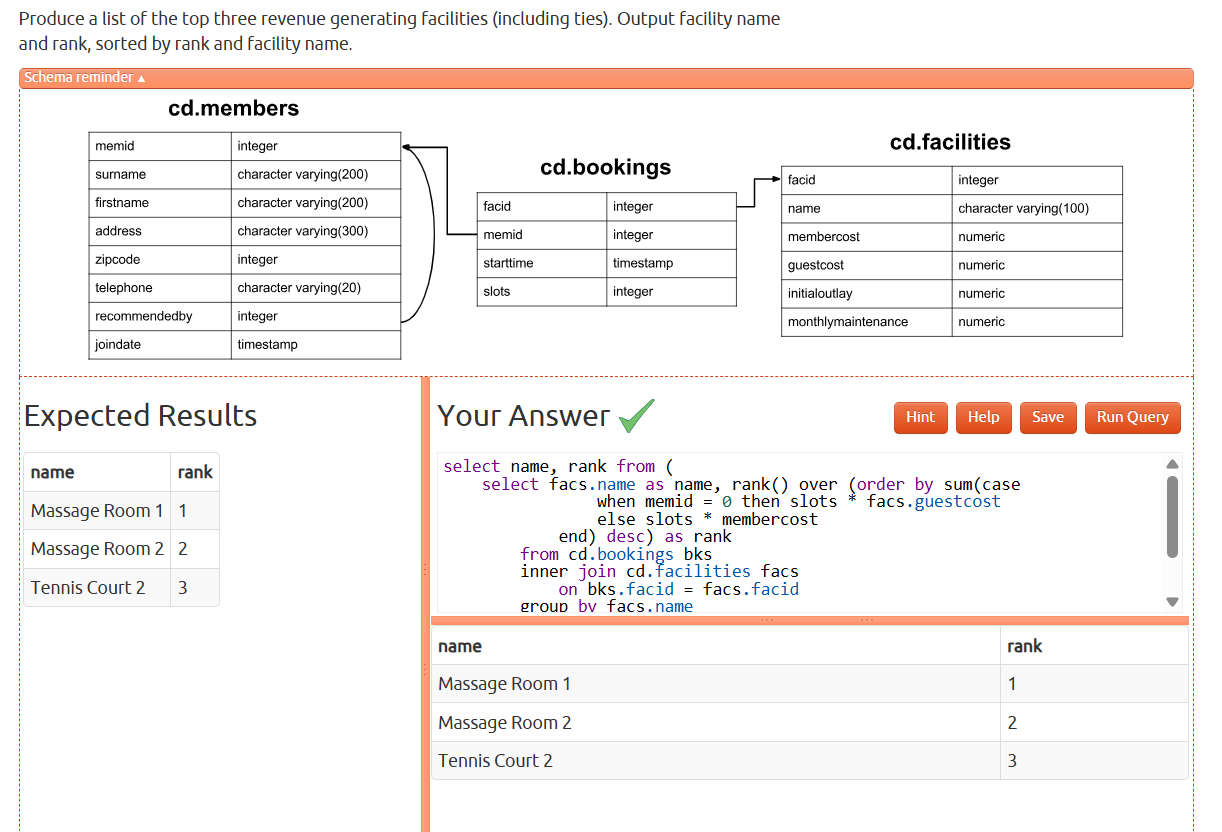 Produce a list of the top three revenue generating facilities (including ties). Output facility name
and rank, sorted by rank and facility name.
Schema reminder ▲
cd.members
memid integer
surname character varying(200)
firstname character varying(200)
address character varying(300)
zipcode integer
telephone character varying(20)
recommendedby integer
joindate timestamp
cd.bookings
facid integer
memid integer
starttime timestamp
slots integer
cd.facilities
facid integer
name character varying(100)
membercost numeric
guestcost numeric
initialoutlay numeric
monthlymaintenance numeric
Expected Results
name rank
Massage Room 1 1
Massage Room 2 2
Tennis Court 2 3
Your Answer
Hint Help Save Run Query
select name, rank from (
select facs.name as name, rank() over (order by sum(case
when memid = 0 then slots * facs.guestcost
else slots * membercost
end) desc) as rank
from cd.bookings bks
inner join cd.facilities facs
on bks.facid = facs.facid
group by facs.name
name rank
Massage Room 1 1
Massage Room 2 2
Tennis Court 2 3